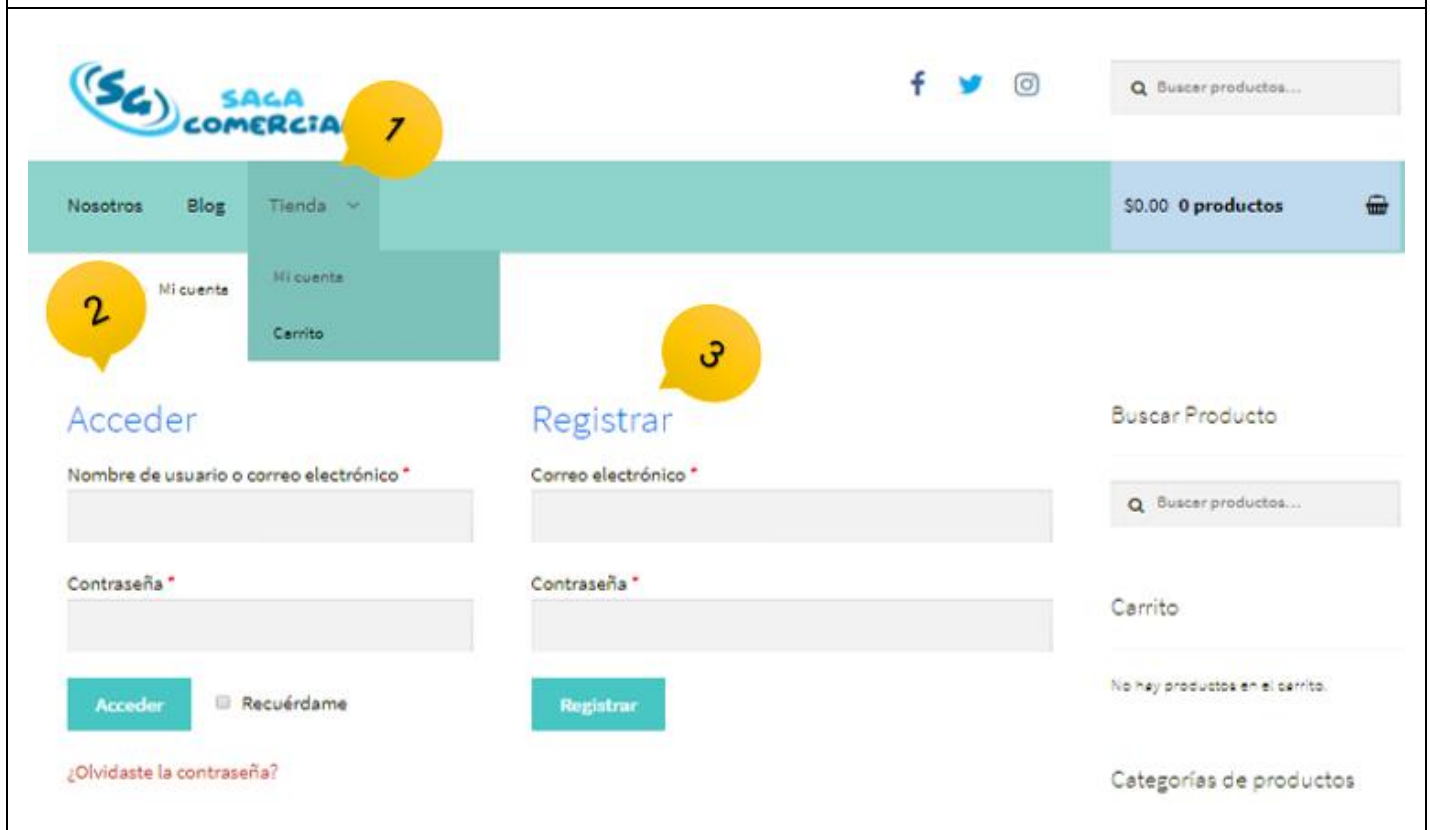 SG SAGA
COMERCIA
1
Buscar productos...
Nosotros Blog Tienda
$0.00 0 productos
2
Mi cuenta
Mi cuenta
Carrito
3
Acceder
Nombre de usuario o correo electrónico *
Contraseña *
Acceder Recuérdame
¿Olvidaste la contraseña?
Registrar
Correo electrónico *
Contraseña *
Registrar
Buscar Producto
Buscar productos...
Carrito
No hay productos en el carrito.
Categorías de productos